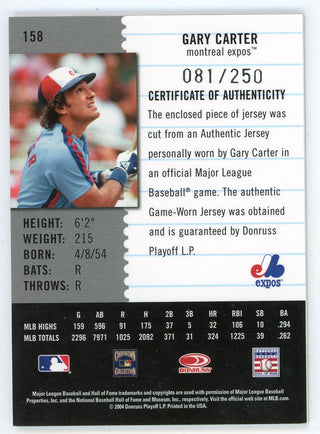 158
GARY CARTER
montreal expos™
081/250
CERTIFICATE OF AUTHENTICITY
The enclosed piece of jersey was
cut from an Authentic Jersey
personally worn by Gary Carter in
an official Major League
Baseball® game. The authentic
Game-Worn Jersey was obtained
and is guaranteed by Donruss
Playoff L.P.
HEIGHT: 6'2"
WEIGHT: 215
BORN: 4/8/54
BATS: R
THROWS: R
expos™
G AB R H 2B 3B HR RBI SB BA
MLB HIGHS 159 596 91 175 37 5 32 106 10 .294
MLB TOTALS 2296 7971 1025 2092 371 31 324 1225 39 .262
COOPERSTOWN COLLECTION
DONRUSS
Major League Baseball and Hall of Fame trademarks and copyrights are used with permission of Major League Baseball
Properties, Inc. and the National Baseball Hall of Fame and Museum, Inc., respectively. Visit the official web site at MLB.com.
© 2004 Donruss Playoff L.P. Printed in the USA.